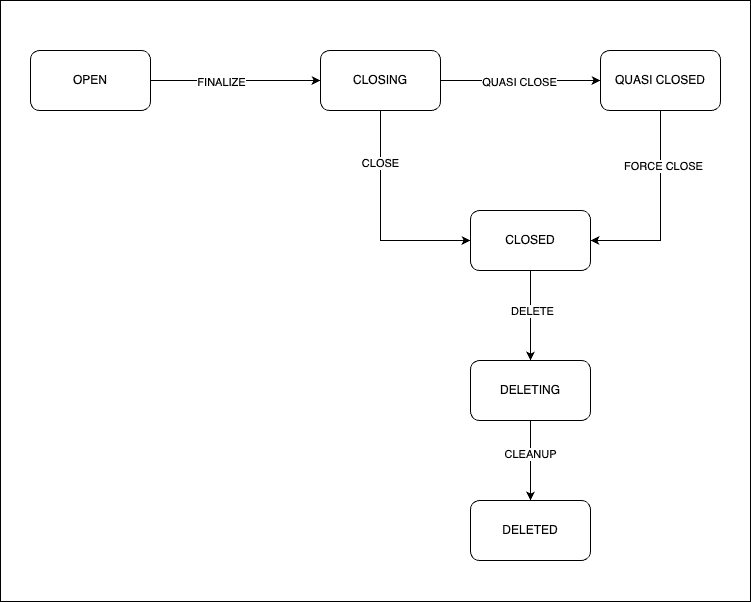 OPEN
FINALIZE
CLOSING
QUASI CLOSE
QUASI CLOSED
CLOSE
FORCE CLOSE
CLOSED
DELETE
DELETING
CLEANUP
DELETED